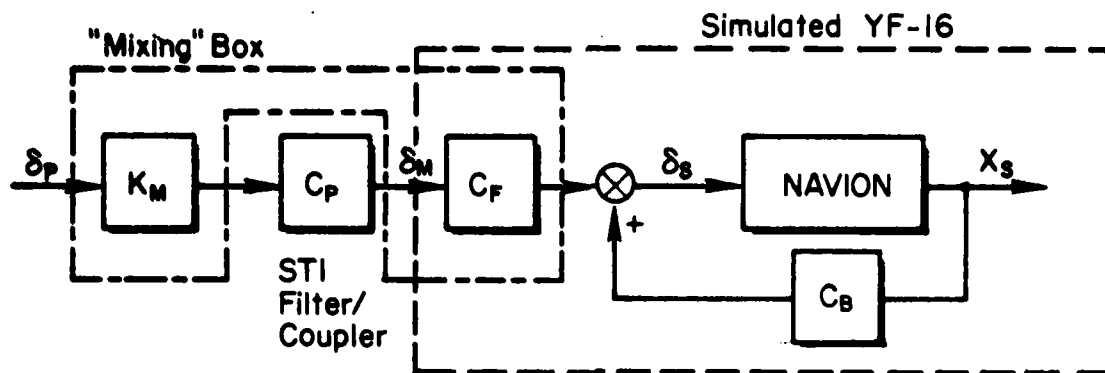 Simulated YF-16
"Mixing" Box
δP
KM
CP
δM
CF
δS
NAVION
XS
+
CB
STI
Filter/
Coupler